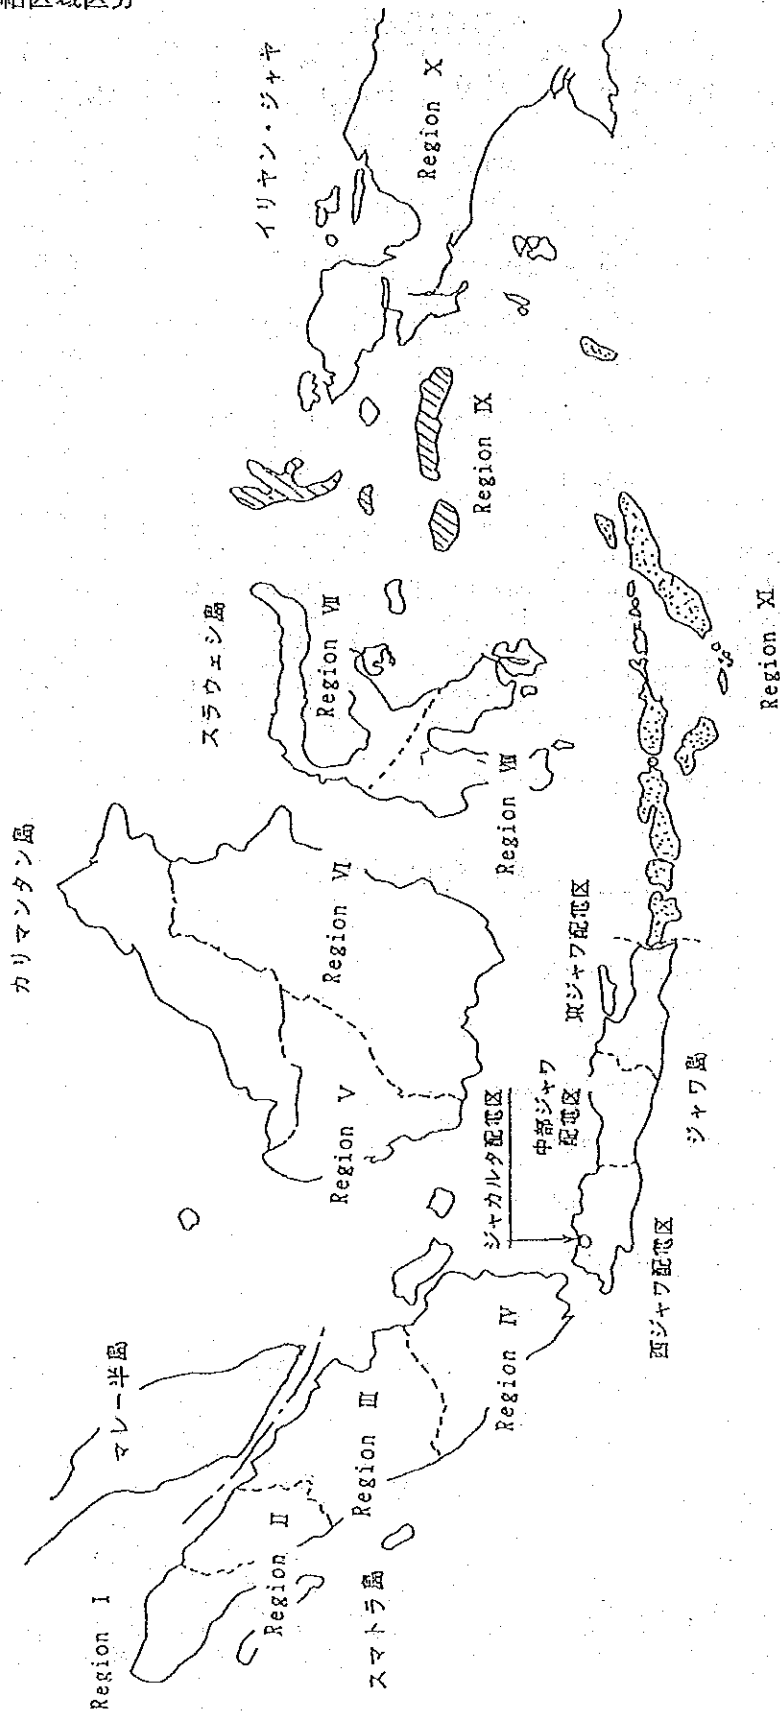 給区域区分
カリマンタン島
スラウェシ島
イリヤン・ジャヤ
マレー半島
Region I
Region II
Region III
Region IV
Region V
Region VI
Region VII
Region VIII
Region IX
Region X
スマトラ島
ジャカルタ配電区
中部ジャワ
配電区
東ジャワ配電区
西ジャワ配電区
ジャワ島
Region XI